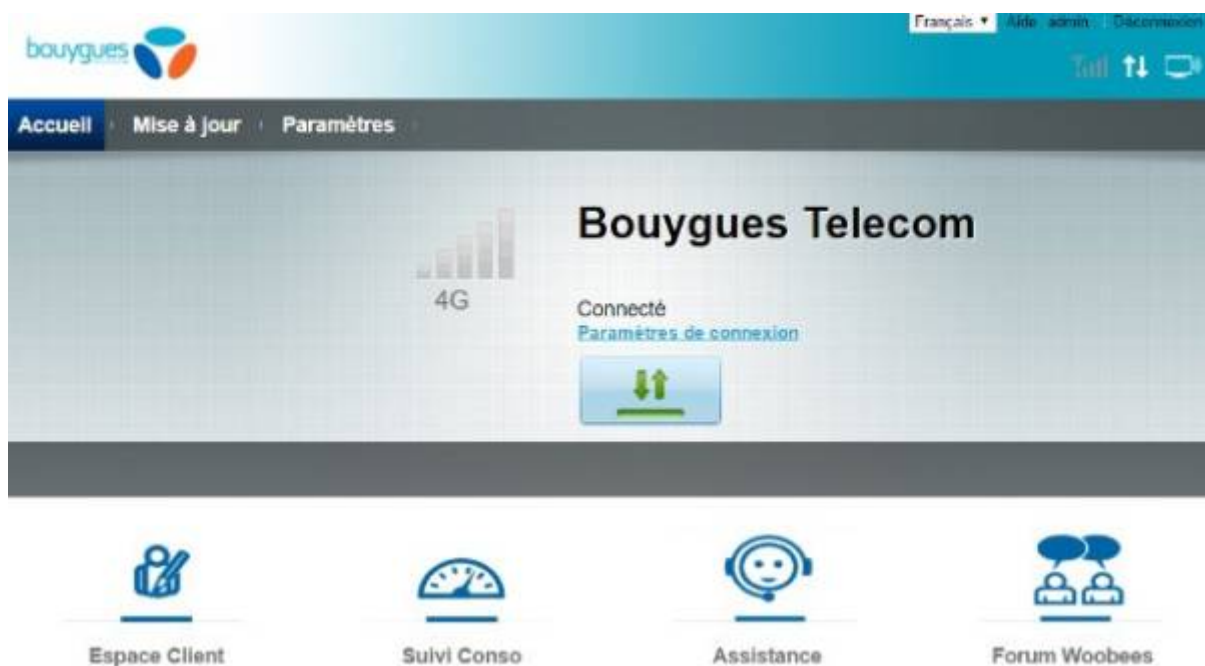 bouygues
Français Aide admin Déconnexion
Accueil Mise à jour Paramètres
Bouygues Telecom
4G
Connecté
Paramètres de connexion
Espace Client Suivi Conso Assistance Forum Woobees